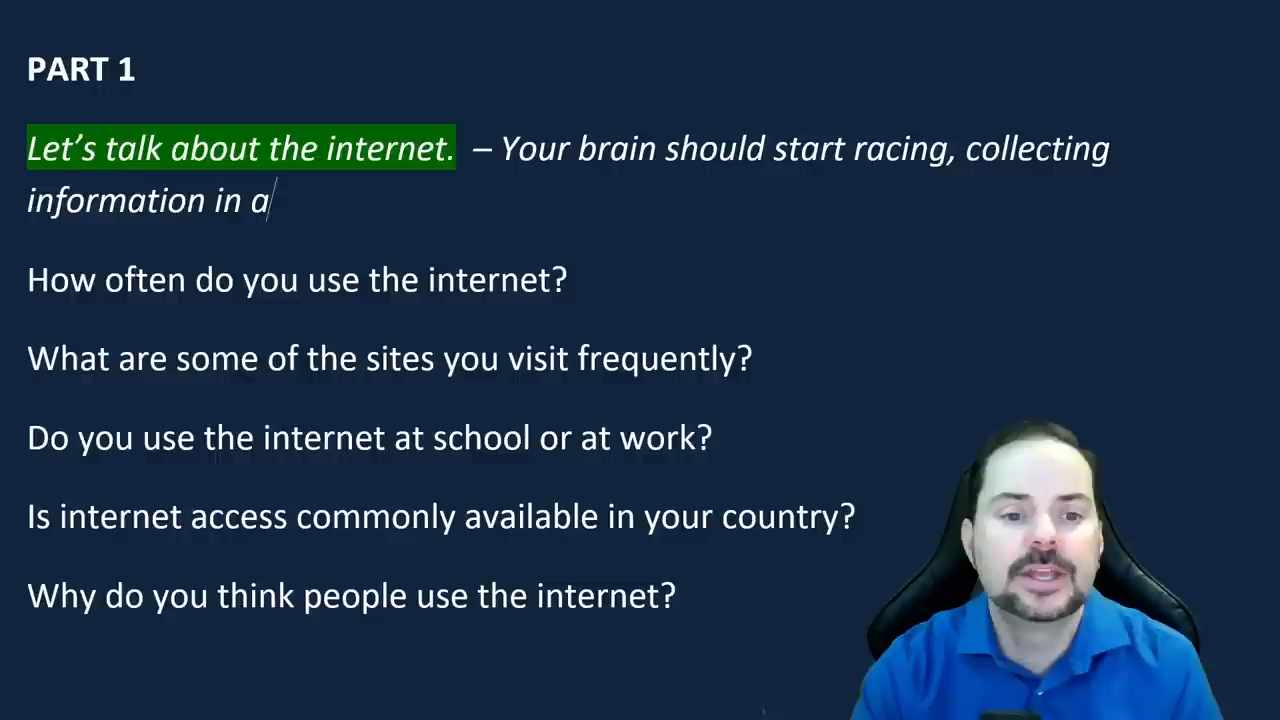 PART 1
Let’s talk about the internet. – Your brain should start racing, collecting
information in a
How often do you use the internet?
What are some of the sites you visit frequently?
Do you use the internet at school or at work?
Is internet access commonly available in your country?
Why do you think people use the internet?